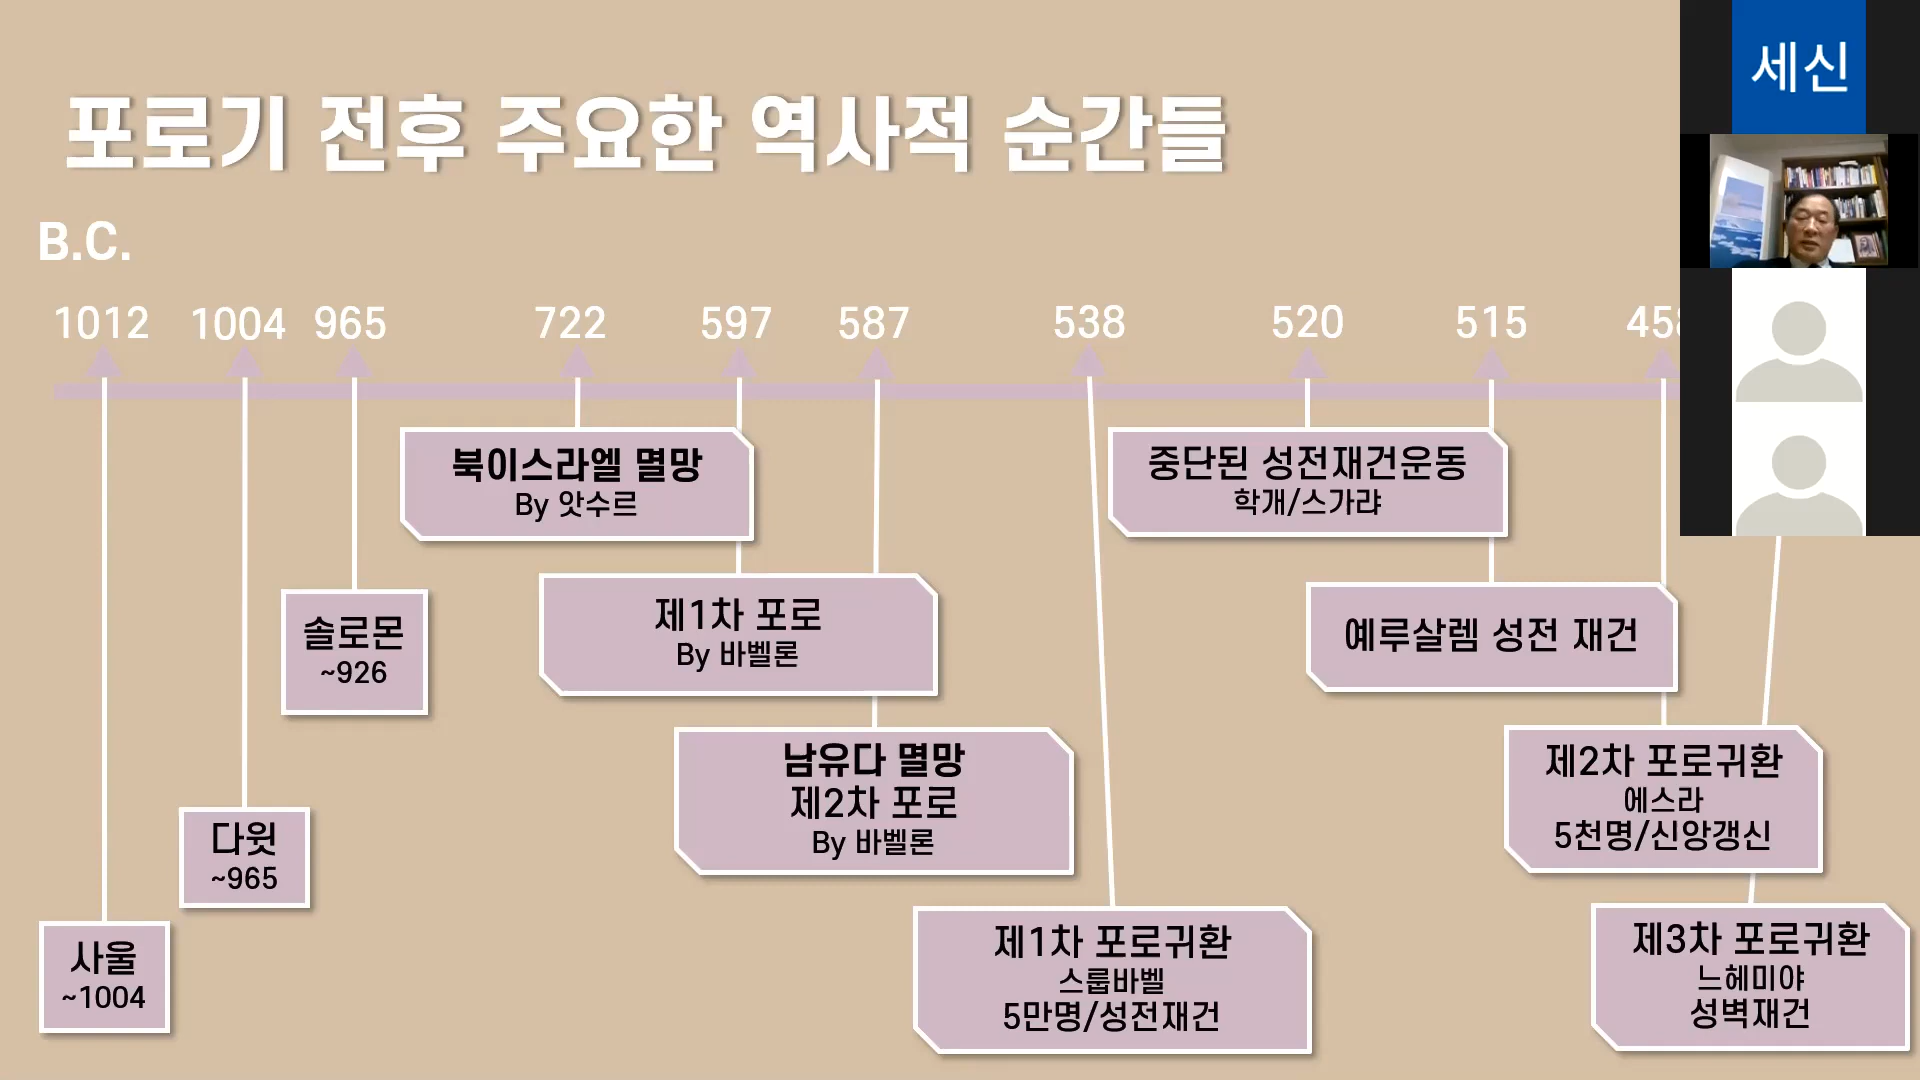 포로기 전후 주요한 역사적 순간들
세신
B.C.
1012 1004 965 722 597 587 538 520 515 458
북이스라엘 멸망
By 앗수르
중단된 성전재건운동
학개/스가랴
솔로몬
~926
제1차 포로
By 바벨론
예루살렘 성전 재건
남유다 멸망
제2차 포로
By 바벨론
제2차 포로귀환
에스라
5천명/신앙갱신
다윗
~965
사울
~1004
제1차 포로귀환
스룹바벨
5만명/성전재건
제3차 포로귀환
느헤미야
성벽재건